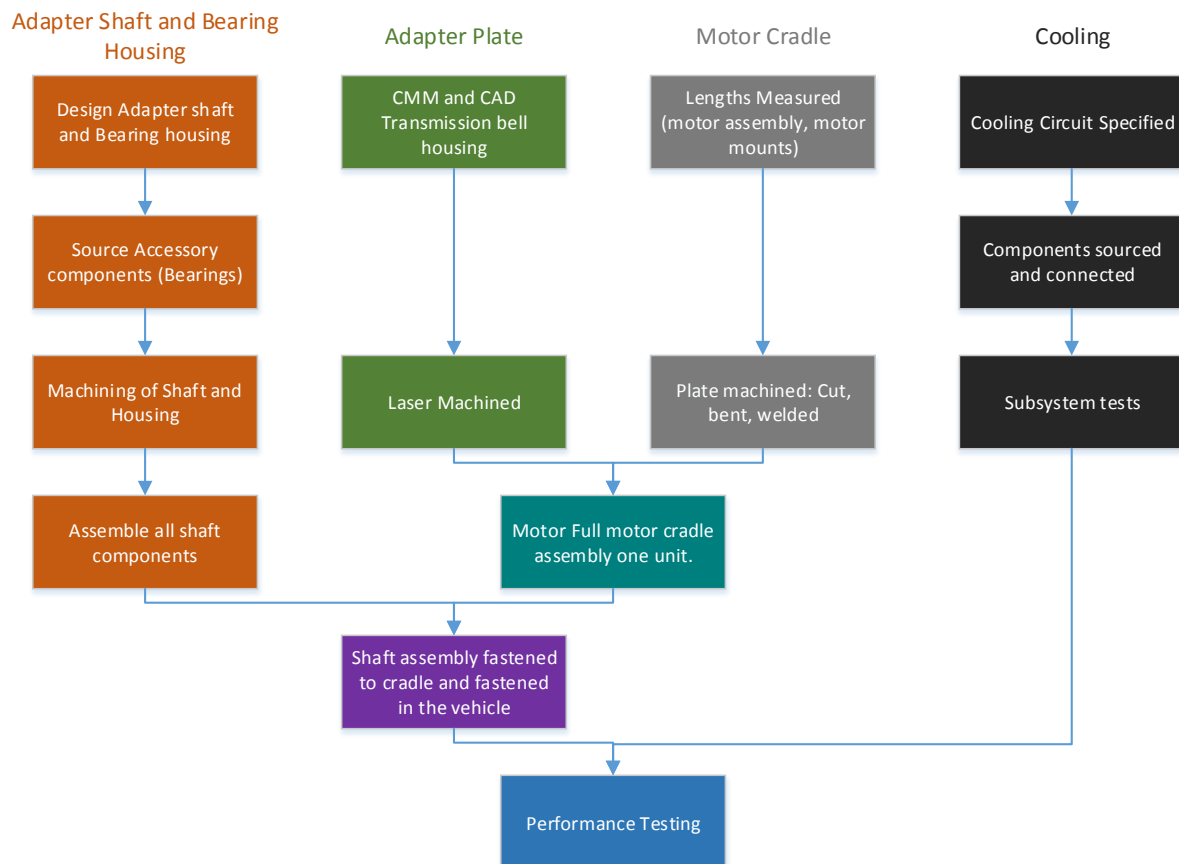 Adapter Shaft and Bearing
Housing
Adapter Plate
Motor Cradle
Cooling
Design Adapter shaft
and Bearing housing
CMM and CAD
Transmission bell
housing
Lengths Measured
(motor assembly, motor
mounts)
Cooling Circuit Specified
Source Accessory
components (Bearings)
Components sourced
and connected
Machining of Shaft and
Housing
Laser Machined
Plate machined: Cut,
bent, welded
Subsystem tests
Assemble all shaft
components
Motor Full motor cradle
assembly one unit.
Shaft assembly fastened
to cradle and fastened
in the vehicle
Performance Testing